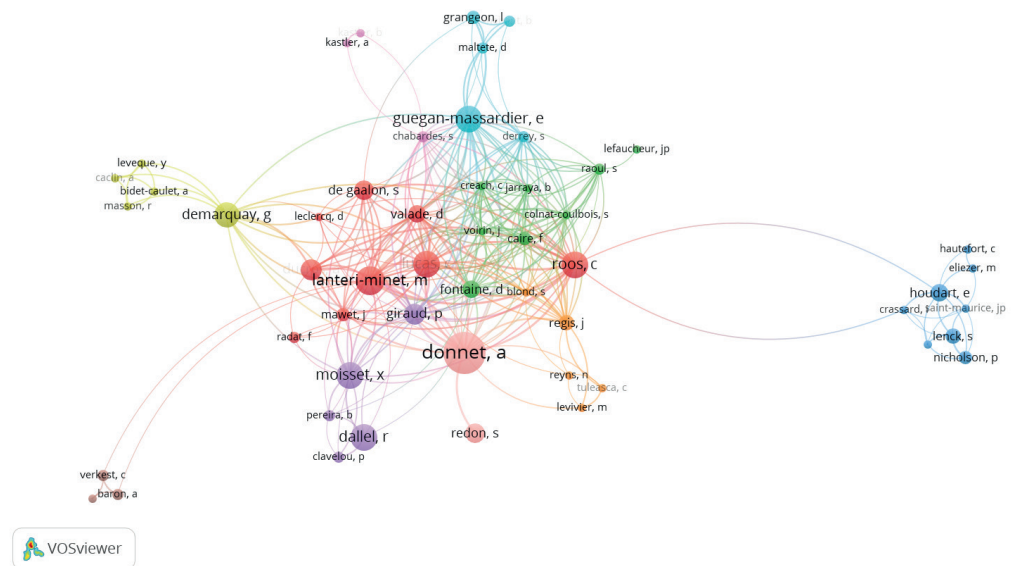 grangeon, l
kastler, a
maltete, d
guegan-massardier, e
chabardes, s
derrey, s
lefaucheur, jp
leveque, y
raoul, s
caclin, a
bidet-caulet, a
de gaalon, s
creach, c
jarraya, b
masson, r
demarquay, g
leclercq, d
valade, d
colnat-coulbois, s
voirin, j
caire, f
hautefort, c
roos, c
eliezer, m
lanteri-minet, m
lucas, c
fontaine, d
blond, s
houdart, e
mawet, j
giraud, p
regis, j
crassard, i
saint-maurice, jp
radat, f
lenck, s
donnet, a
nicholson, p
moisset, x
reyns, n
tuleasca, c
levivier, m
pereira, b
dallel, r
redon, s
clavelou, p
verkest, c
baron, a
VOSviewer